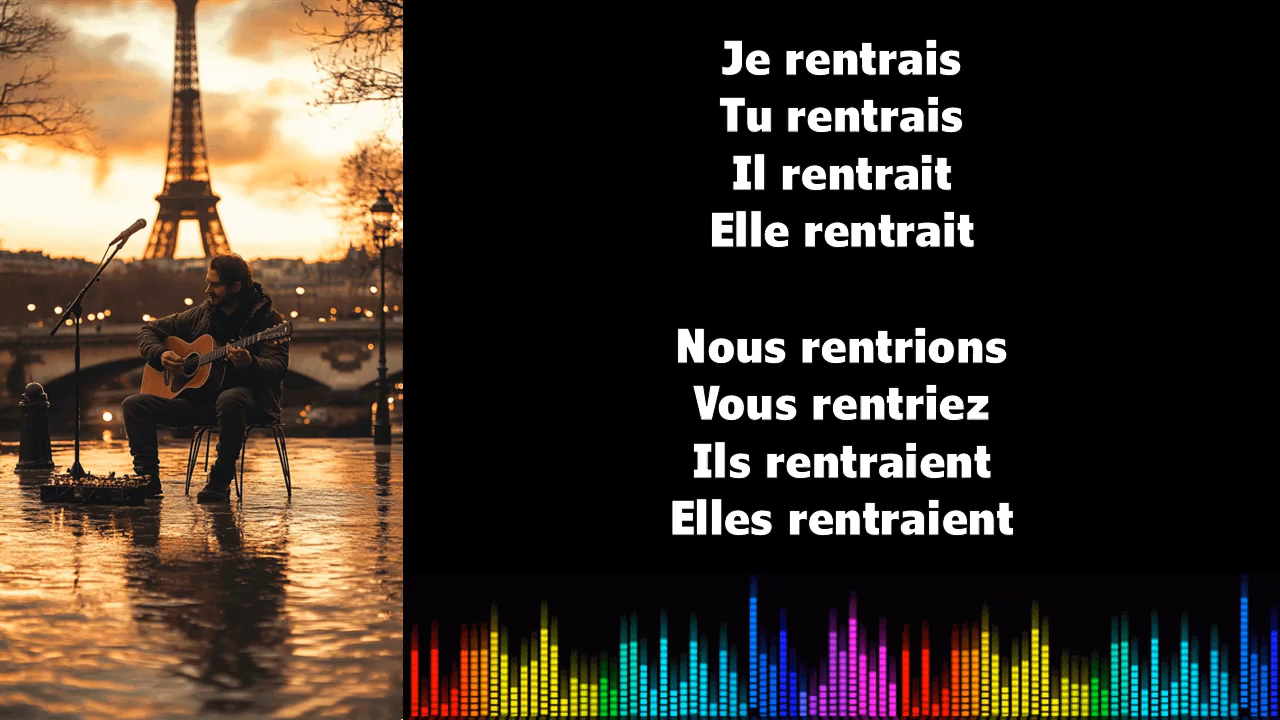 Je rentrais
Tu rentrais
Il rentrait
Elle rentrait
Nous rentrions
Vous rentriez
Ils rentraient
Elles rentraient